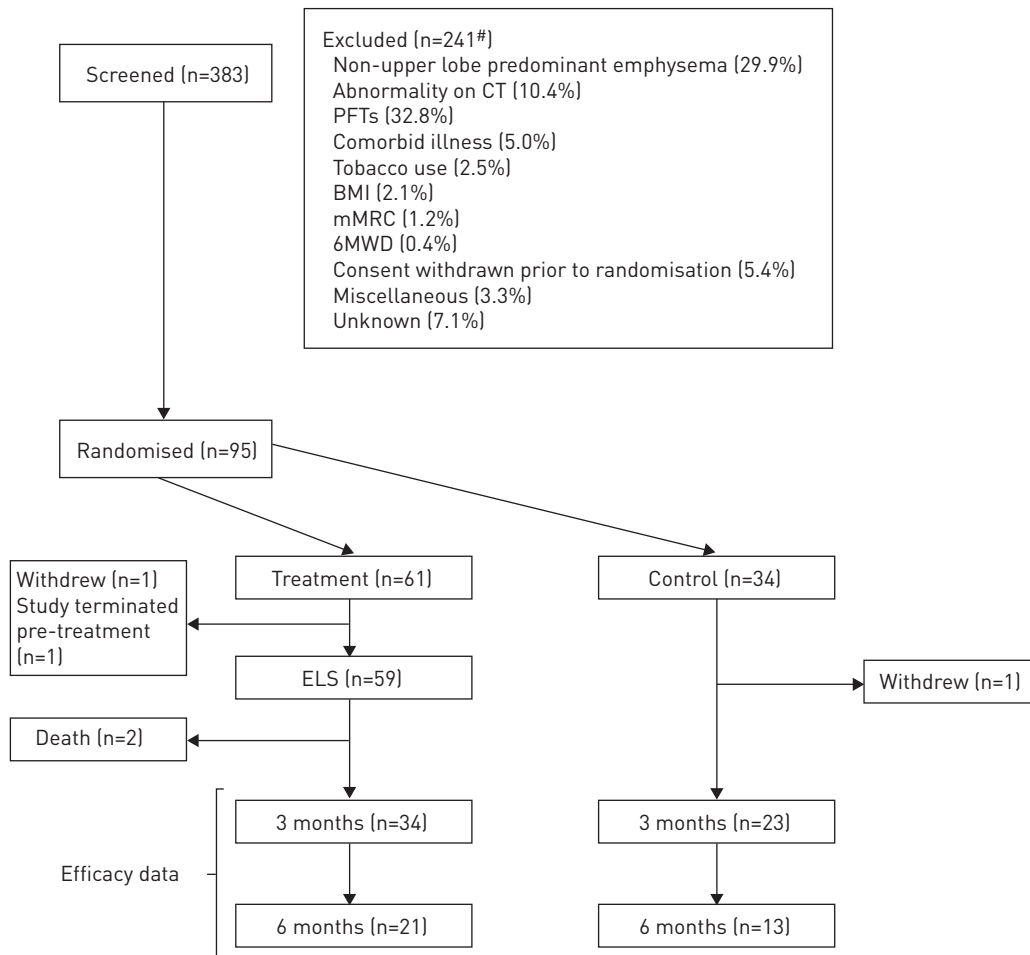 Screened (n=383)
Excluded (n=241#)
Non-upper lobe predominant emphysema (29.9%)
Abnormality on CT (10.4%)
PFTs (32.8%)
Comorbid illness (5.0%)
Tobacco use (2.5%)
BMI (2.1%)
mMRC (1.2%)
6MWD (0.4%)
Consent withdrawn prior to randomisation (5.4%)
Miscellaneous (3.3%)
Unknown (7.1%)
Randomised (n=95)
Treatment (n=61)
Control (n=34)
Withdrew (n=1)
Study terminated
pre-treatment
(n=1)
ELS (n=59)
Withdrew (n=1)
Death (n=2)
3 months (n=34)
3 months (n=23)
Efficacy data
6 months (n=21)
6 months (n=13)